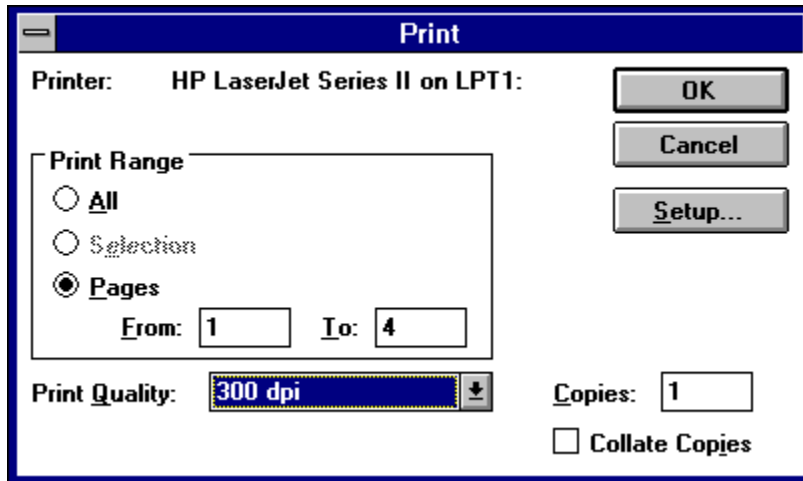 Print
Printer: HP LaserJet Series II on LPT1:
OK
Cancel
Setup...
Print Range
All
Selection
Pages
From: 1 To: 4
Print Quality: 300 dpi
Copies: 1
Collate Copies